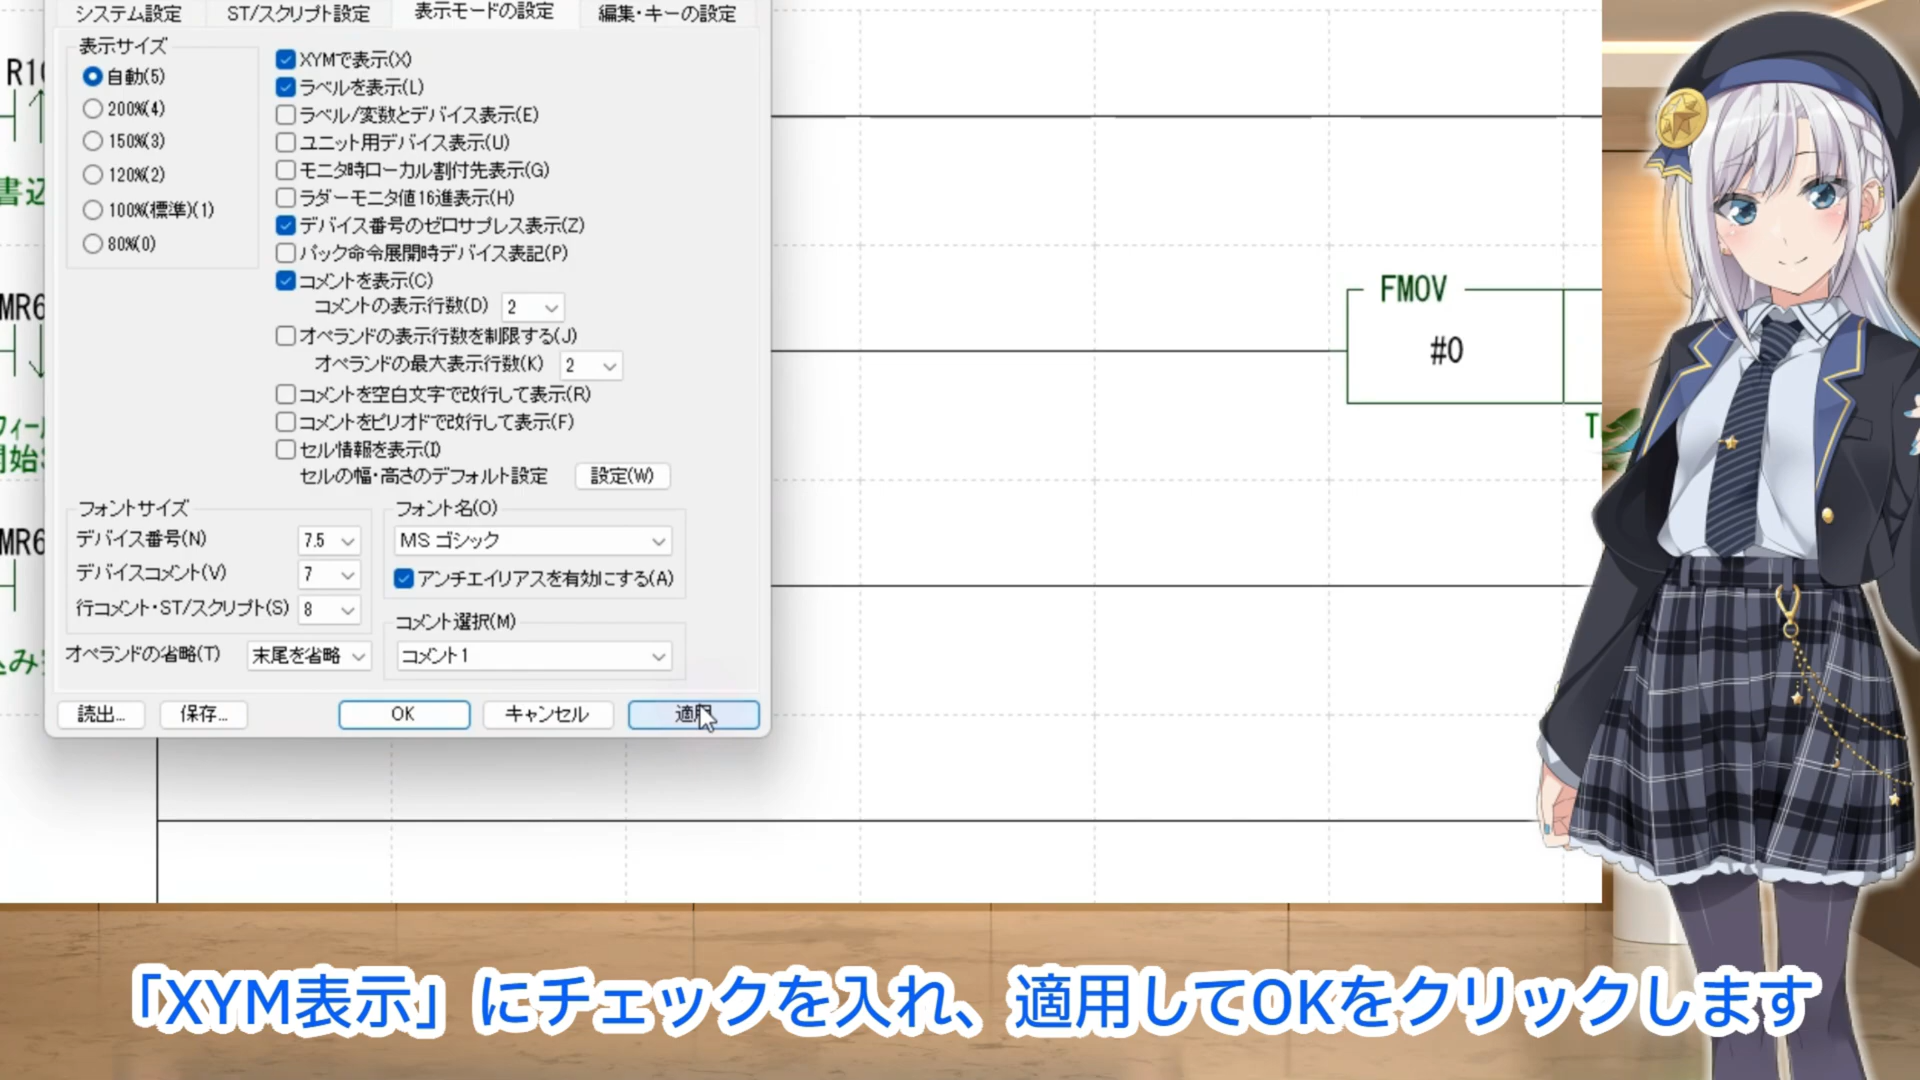 システム設定 ST/スクリプト設定 表示モードの設定 編集・キーの設定
表示サイズ
自動(5)
200%(4)
150%(3)
120%(2)
100%(標準)(1)
80%(0)
XYMで表示(X)
ラベルを表示(L)
ラベル/変数とデバイス表示(E)
ユニット用デバイス表示(U)
モニタ時ローカル割付先表示(G)
ラダーモニタ値16進表示(H)
デバイス番号のゼロサプレス表示(Z)
パック命令展開時デバイス表記(P)
コメントを表示(C)
コメントの表示行数(D) 2
オペランドの表示行数を制限する(J)
オペランドの最大表示行数(K) 2
コメントを空白文字で改行して表示(R)
コメントをピリオドで改行して表示(F)
セル情報を表示(I)
セルの幅・高さのデフォルト設定 設定(W)
フォントサイズ
デバイス番号(N) 7.5
デバイスコメント(V) 7
行コメント・ST/スクリプト(S) 8
オペランドの省略(T) 末尾を省略
フォント名(O)
MS ゴシック
アンチエイリアスを有効にする(A)
コメント選択(M)
コメント1
読出... 保存... OK キャンセル 適用
R10
書込
MR6
フィール
開始
MR6
込み
FMOV
#0
T
「XYM表示」にチェックを入れ、適用してOKをクリックします